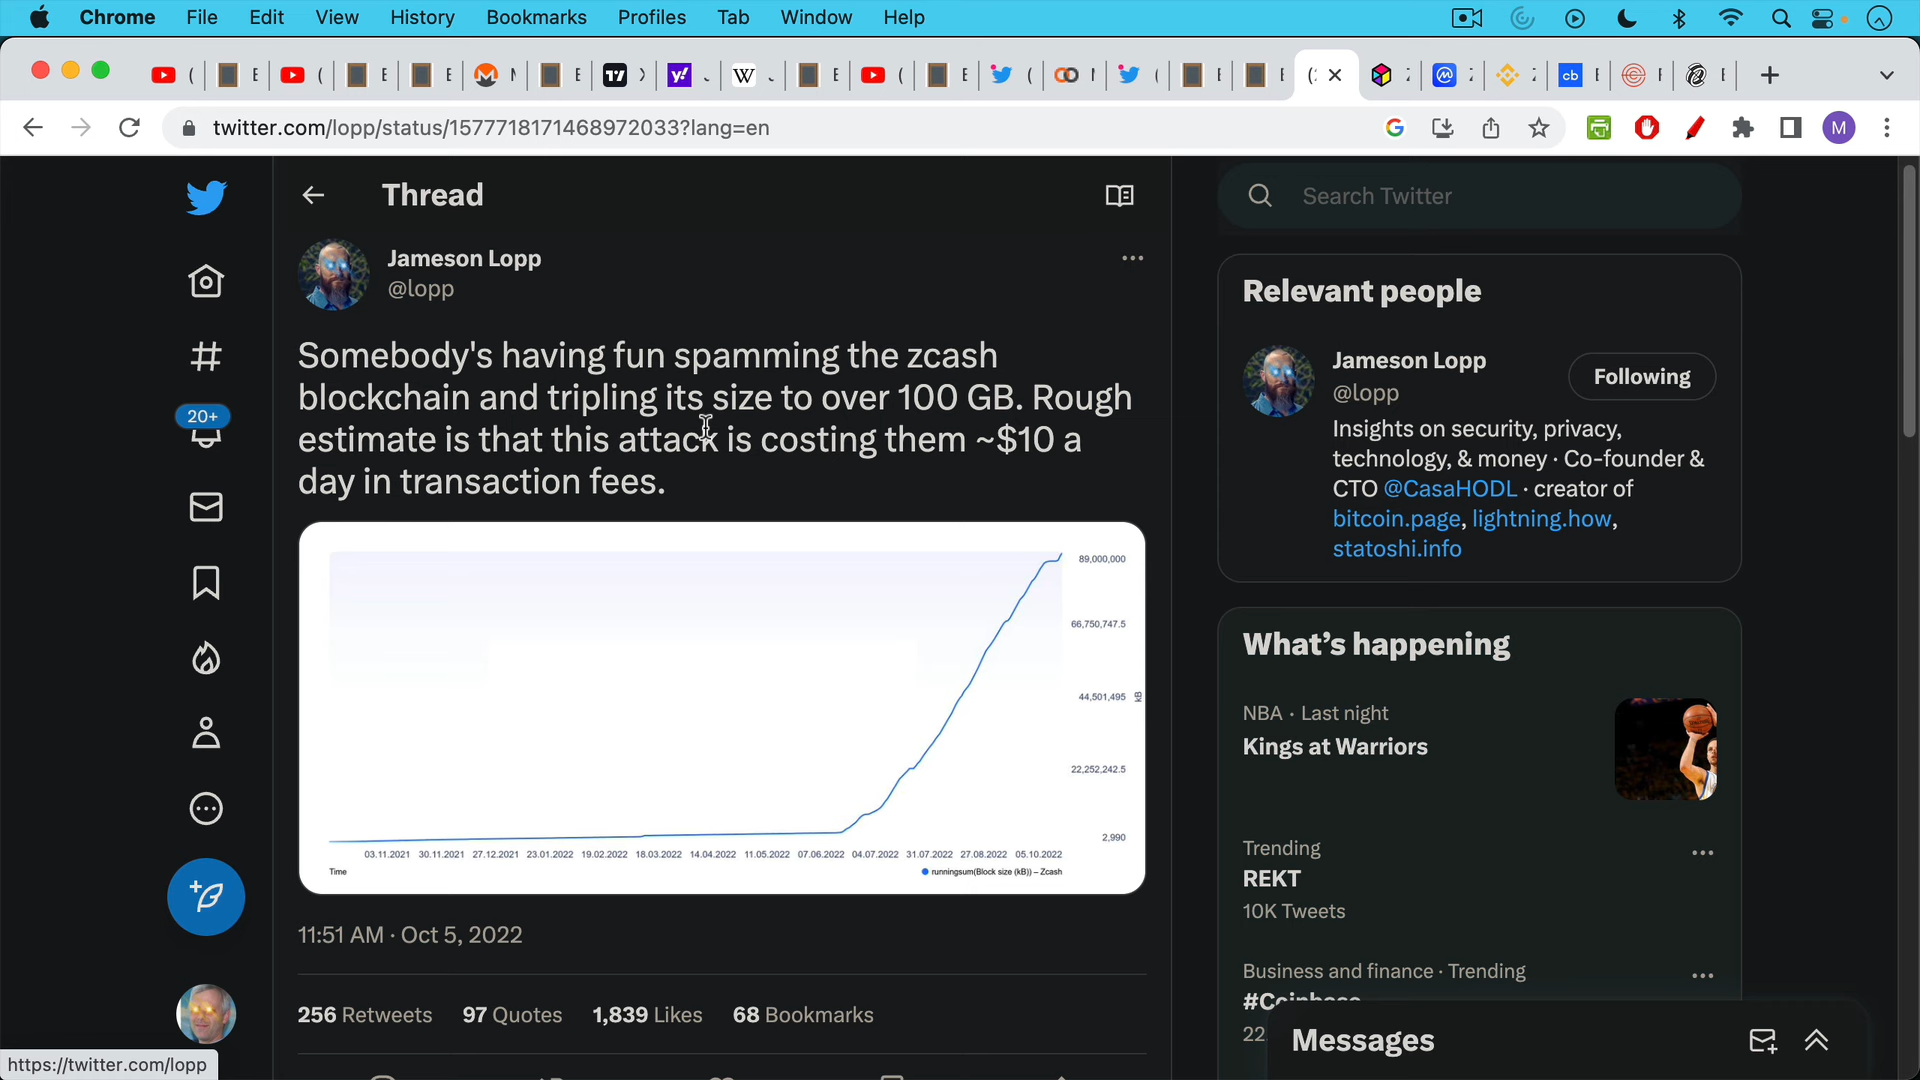 Chrome File Edit View History Bookmarks Profiles Tab Window Help
twitter.com/lopp/status/1577718171468972033?lang=en
M
Thread
Search Twitter
Jameson Lopp
@lopp
Somebody's having fun spamming the zcash
blockchain and tripling its size to over 100 GB. Rough
estimate is that this attack is costing them ~$10 a
day in transaction fees.
89,000,000
66,750,747.5
44,501,495
kB
22,252,242.5
2,990
03.11.2021 30.11.2021 27.12.2021 23.01.2022 19.02.2022 18.03.2022 14.04.2022 11.05.2022 07.06.2022 04.07.2022 31.07.2022 27.08.2022 05.10.2022
Time
runningsum(Block size (kB)) – Zcash
11:51 AM · Oct 5, 2022
256 Retweets 97 Quotes 1,839 Likes 68 Bookmarks
20+
Relevant people
Jameson Lopp
@lopp
Following
Insights on security, privacy,
technology, & money · Co-founder &
CTO @CasaHODL · creator of
bitcoin.page, lightning.how,
statoshi.info
What's happening
NBA · Last night
Kings at Warriors
Trending
REKT
10K Tweets
Business and finance · Trending
#Coinbase
22
Messages
https://twitter.com/lopp